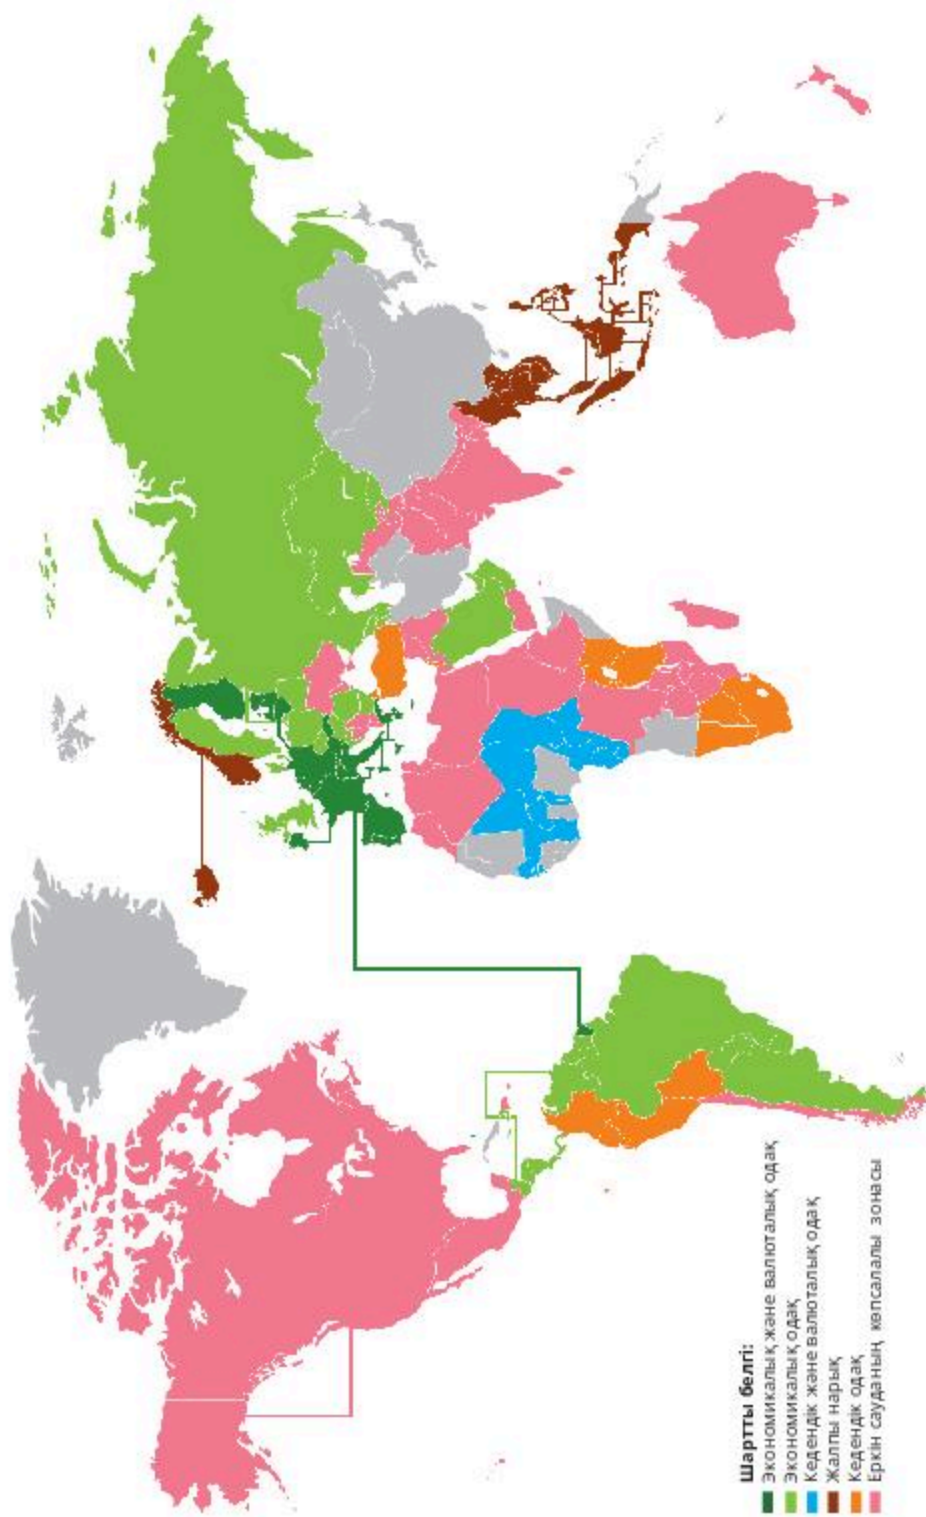 Шартты белгі:
Экономикалық және валюталық одақ
Экономикалық одақ
Кедендік және валюталық одақ
Жалпы нарық
Кедендік одақ
Еркін сауданың көпсалалы зонасы